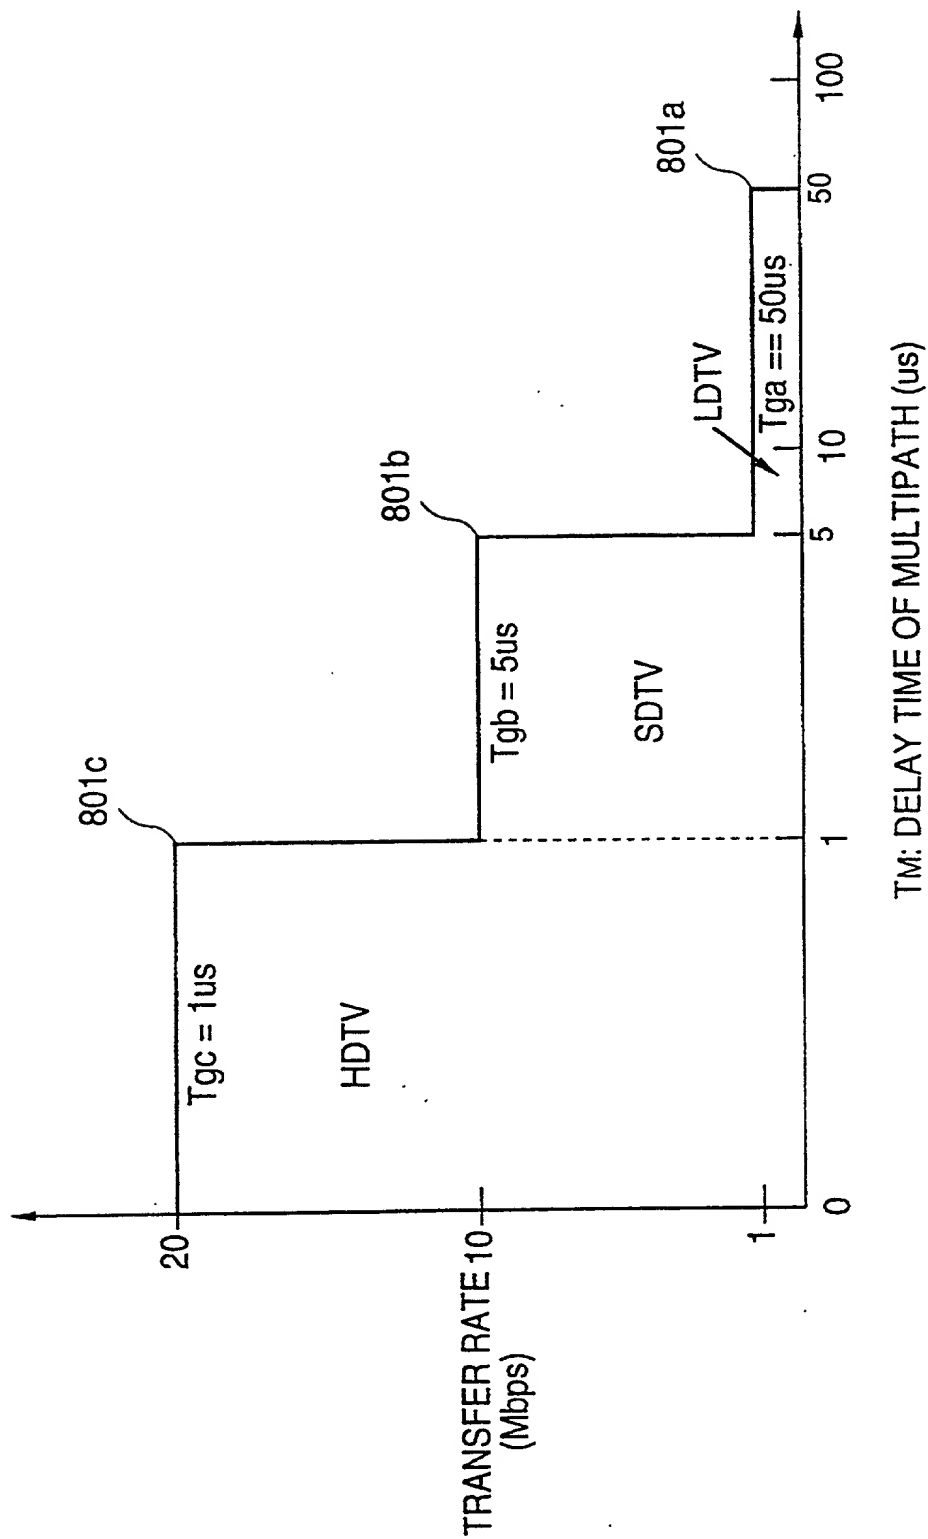 TRANSFER RATE
(Mbps)
20
10
1
0
1
5
10
50
100
TM: DELAY TIME OF MULTIPATH (us)
801c
Tgc = 1us
HDTV
801b
Tgb = 5us
SDTV
LDTV
801a
Tga == 50us